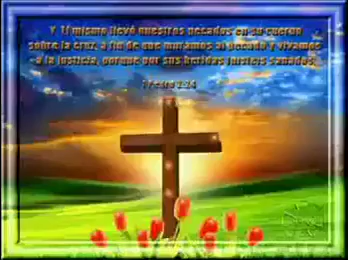 Y El mismo llevó nuestros pecados en su cuerpo
sobre la cruz, a fin de que muramos al pecado y vivamos
a la justicia, porque por sus heridas fuisteis sanados.
1 Pedro 2:24